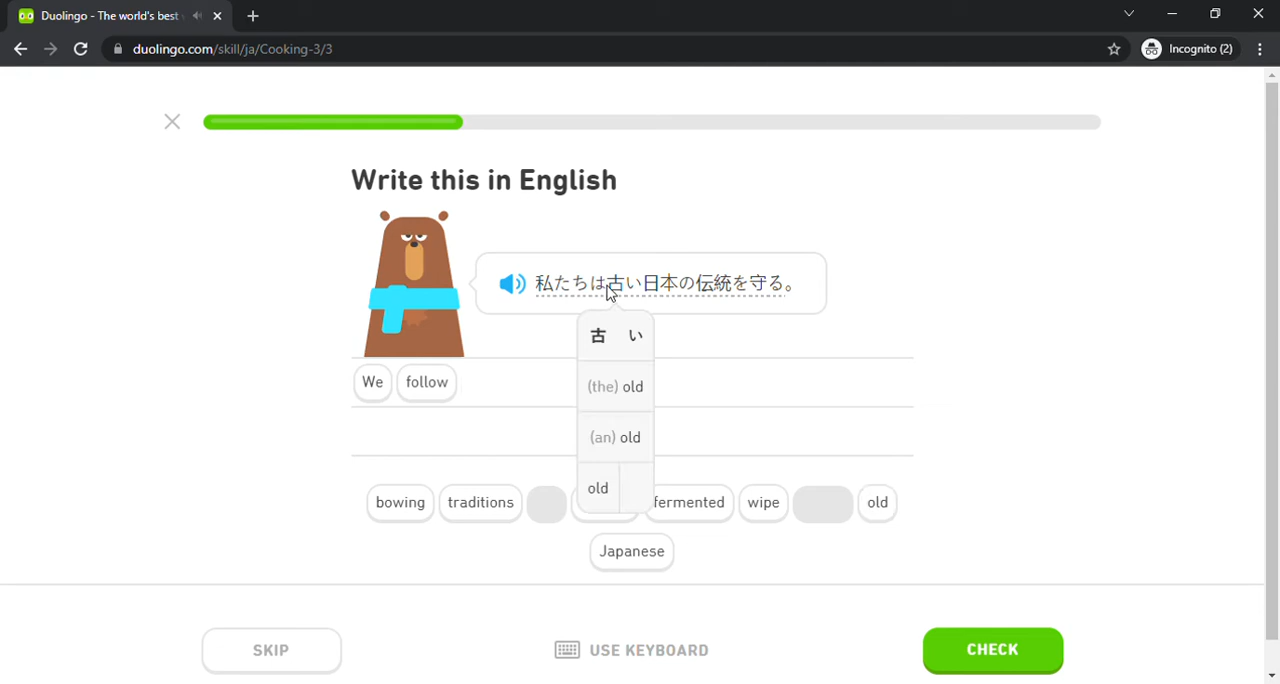 Duolingo - The world's best
duolingo.com/skill/ja/Cooking-3/3
Incognito (2)
Write this in English
私たちは古い日本の伝統を守る。
古 い
(the) old
(an) old
old
We follow
bowing traditions fermented wipe old
Japanese
SKIP
USE KEYBOARD
CHECK